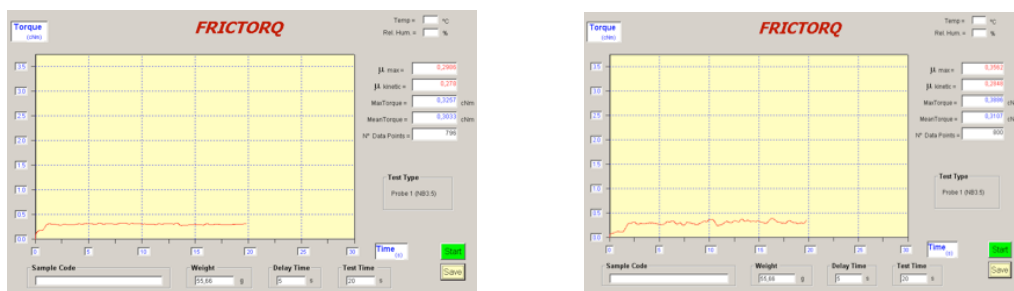 Torque
(cNm)
FRICTORQ
Temp = ºC
Rel. Hum. = %
3.5
3.0
2.5
2.0
1.5
1.0
0.5
0.0
0 5 10 15 20 25 30
Time
(s)
µ max = 0,2986
µ kinetic = 0,278
MaxTorque = 0,3257 cNm
MeanTorque = 0,3033 cNm
Nº Data Points = 796
Test Type
Probe 1 (NB3.5)
Start
Save
Sample Code
Weight
55,66 g
Delay Time
5 s
Test Time
20 s
Torque
(cNm)
FRICTORQ
Temp = ºC
Rel. Hum. = %
3.5
3.0
2.5
2.0
1.5
1.0
0.5
0.0
0 5 10 15 20 25 30
Time
(s)
µ max = 0,3562
µ kinetic = 0,2848
MaxTorque = 0,3886 cN
MeanTorque = 0,3107 cN
Nº Data Points = 800
Test Type
Probe 1 (NB3.5)
Start
Save
Sample Code
Weight
55,66 g
Delay Time
5 s
Test Time
20 s